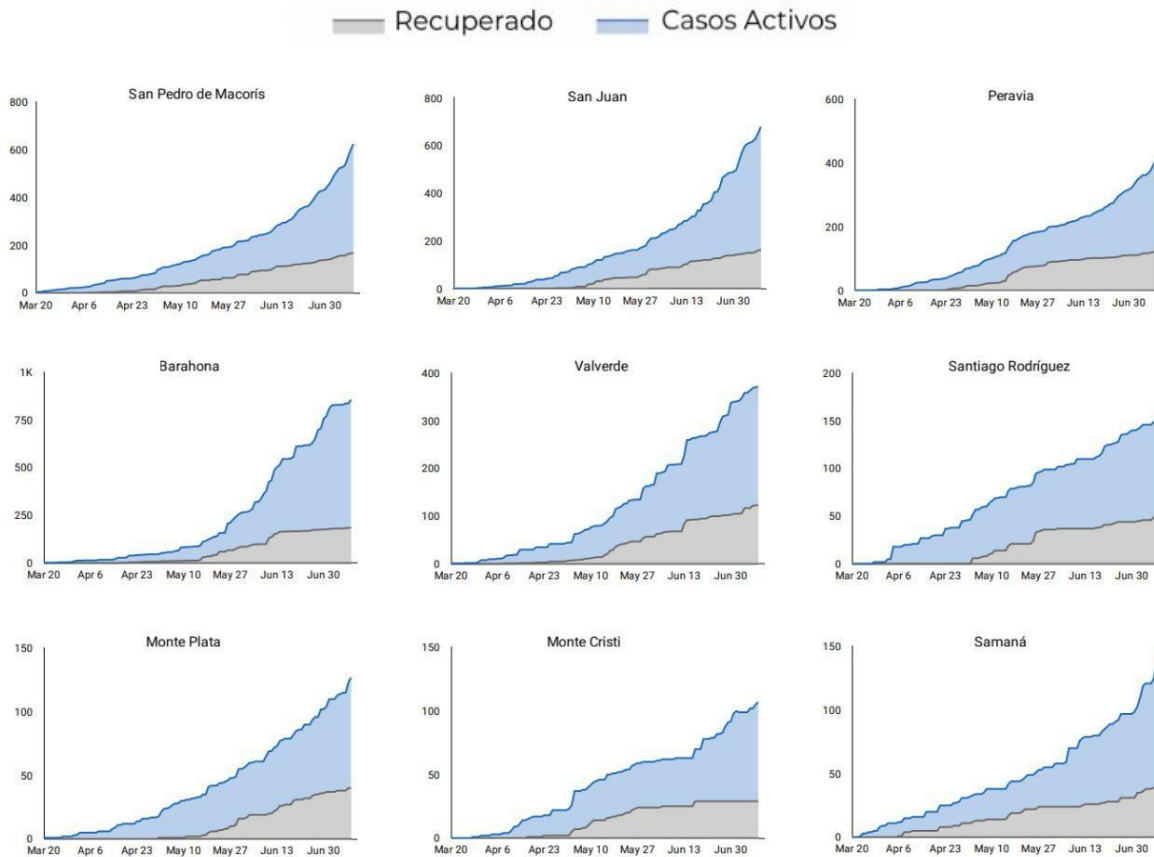 Recuperado Casos Activos
San Pedro de Macorís
800
600
400
200
0
Mar 20 Apr 6 Apr 23 May 10 May 27 Jun 13 Jun 30
San Juan
800
600
400
200
0
Mar 20 Apr 6 Apr 23 May 10 May 27 Jun 13 Jun 30
Peravia
600
400
200
0
Mar 20 Apr 6 Apr 23 May 10 May 27 Jun 13 Jun 30
Barahona
1K
750
500
250
0
Mar 20 Apr 6 Apr 23 May 10 May 27 Jun 13 Jun 30
Valverde
400
300
200
100
0
Mar 20 Apr 6 Apr 23 May 10 May 27 Jun 13 Jun 30
Santiago Rodríguez
200
150
100
50
0
Mar 20 Apr 6 Apr 23 May 10 May 27 Jun 13 Jun 30
Monte Plata
150
100
50
0
Mar 20 Apr 6 Apr 23 May 10 May 27 Jun 13 Jun 30
Monte Cristi
150
100
50
0
Mar 20 Apr 6 Apr 23 May 10 May 27 Jun 13 Jun 30
Samaná
150
100
50
0
Mar 20 Apr 6 Apr 23 May 10 May 27 Jun 13 Jun 30